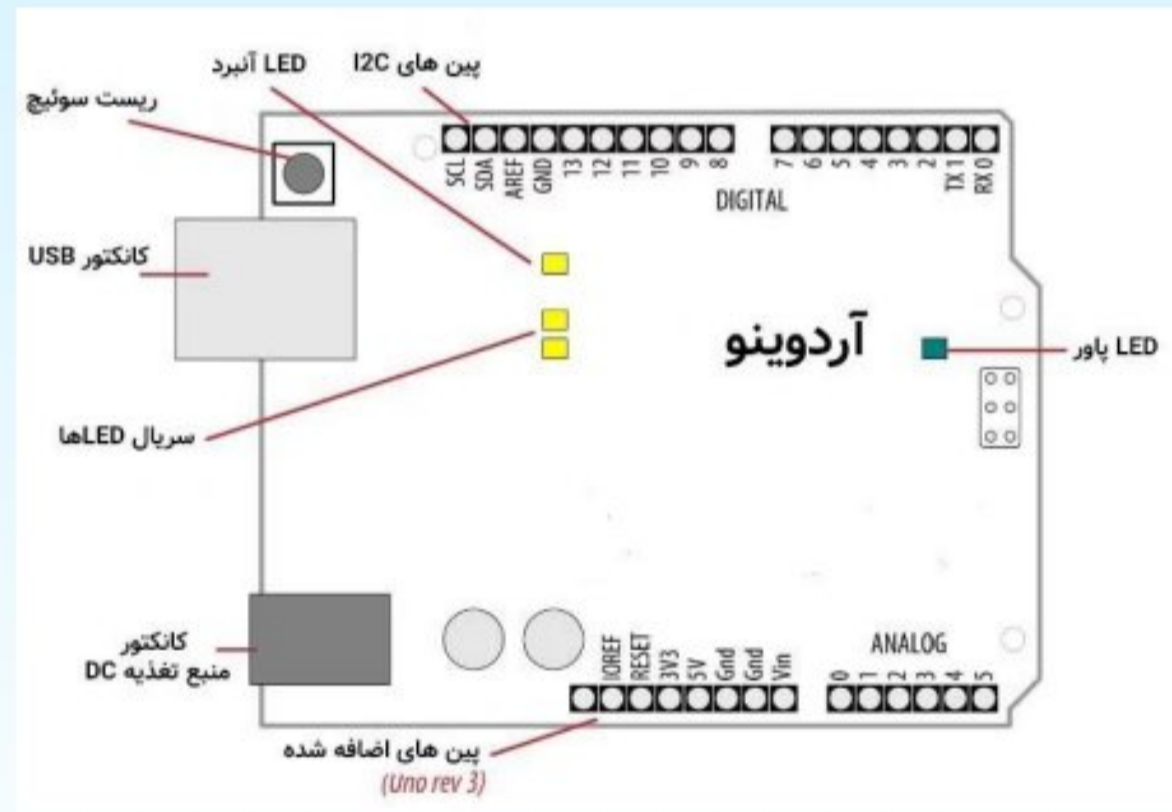 پین های I2C
LED آنبرد
ریست سوئیچ
SCL
SDA
AREF
GND
13
12
11
10
9
8
7
6
5
4
3
2
TX 1
RX 0
DIGITAL
کانکتور USB
آردوینو
LED پاور
سریال LEDها
کانکتور
منبع تغذیه DC
IOREF
RESET
3V3
5V
Gnd
Gnd
Vin
ANALOG
0
1
2
3
4
5
پین های اضافه شده
(Uno rev 3)